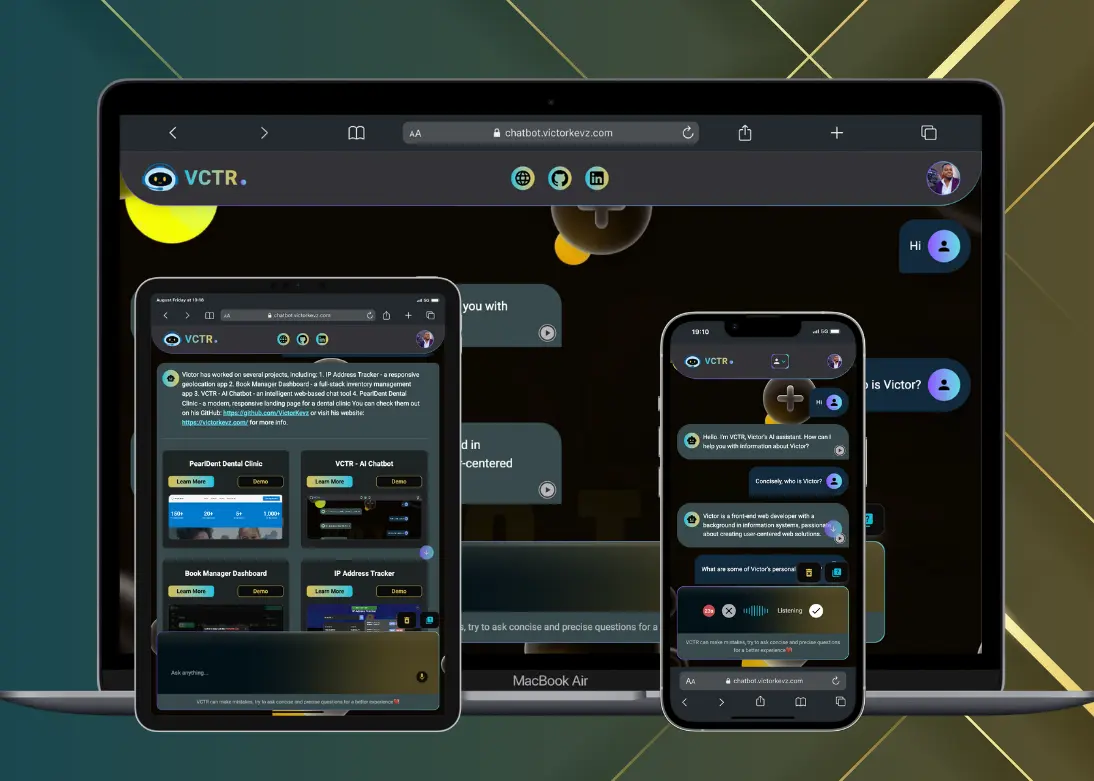 AA chatbot.victorkevz.com
VCTR.
Hi
you with
o is Victor?
d in
-centered
s, try to ask concise and precise questions for a
MacBook Air
August Friday at 19:16
5G
AA chatbot.victorkevz.com
VCTR.
Victor has worked on several projects, including: 1. IP Address Tracker - a responsive
geolocation app 2. Book Manager Dashboard - a full-stack inventory management
app 3. VCTR - AI Chatbot - an intelligent web-based chat tool 4. PearlDent Dental
Clinic - a modern, responsive landing page for a dental clinic You can check them out
on his GitHub: https://github.com/VictorKevz or visit his website:
https://victorkevz.com/ for more info.
PearlDent Dental Clinic
Learn More Demo
150+ 20+ 5+ 1,000+
VCTR - AI Chatbot
Learn More Demo
Book Manager Dashboard
Learn More Demo
IP Address Tracker
Learn More Demo
Ask anything...
VCTR can make mistakes, try to ask concise and precise questions for a better experience
19:10
5G
VCTR.
Hi
Hello. I'm VCTR, Victor's AI assistant. How can I
help you with information about Victor?
Concisely, who is Victor?
Victor is a front-end web developer with a
background in information systems, passiona
about creating user-centered web solutions.
What are some of Victor's personal
Listening
VCTR can make mistakes, try to ask concise and precise questions
for a better experience
AA chatbot.victorkevz.com